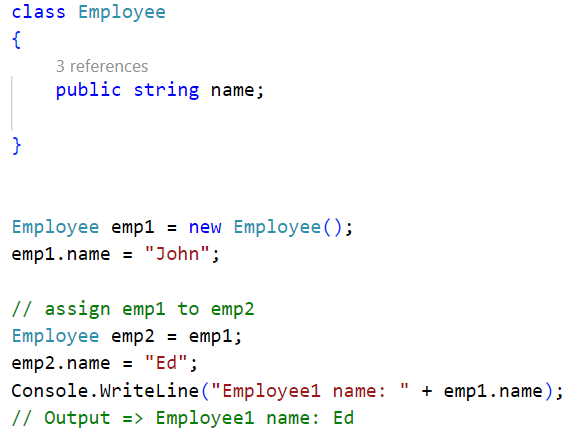 class Employee
{
3 references
public string name;
}
Employee emp1 = new Employee();
emp1.name = "John";
// assign emp1 to emp2
Employee emp2 = emp1;
emp2.name = "Ed";
Console.WriteLine("Employee1 name: " + emp1.name);
// Output => Employee1 name: Ed